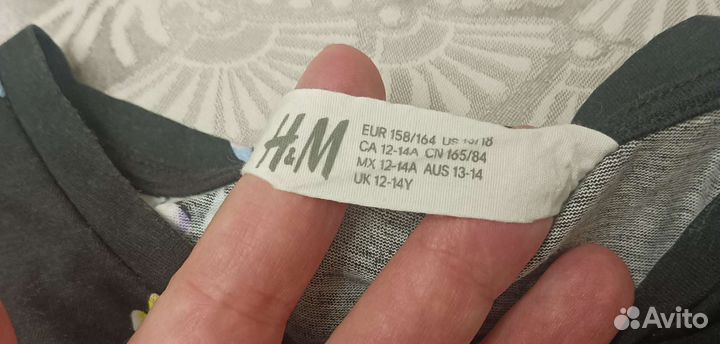 H&M
EUR 158/164 US
CA 12-14A CN 165/84
MX 12-14A AUS 13-14
UK 12-14Y
Avito